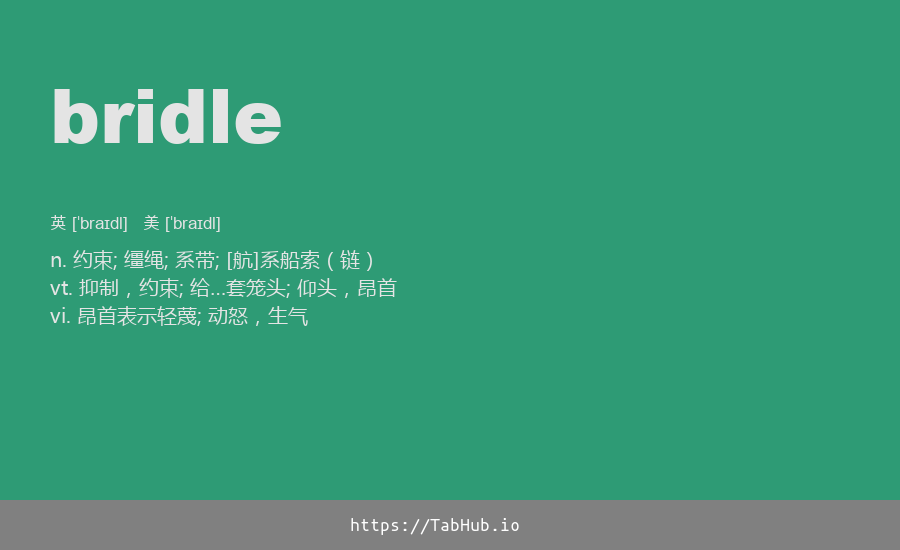 bridle
英 [ˈbraɪdl] 美 [ˈbraɪdl]
n. 约束; 缰绳; 系带; [航]系船索（链）
vt. 抑制，约束; 给...套笼头; 仰头，昂首
vi. 昂首表示轻蔑; 动怒，生气
https://TabHub.io